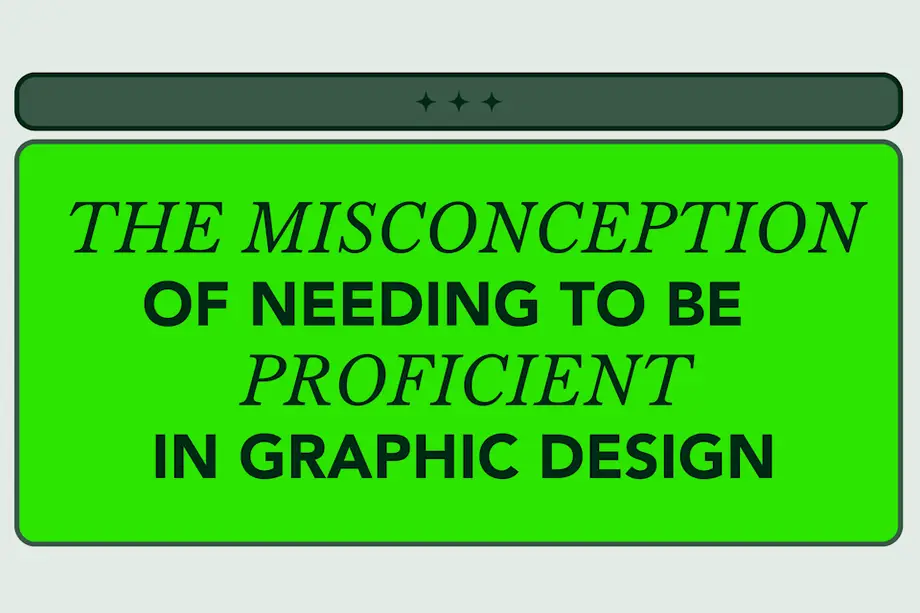 THE MISCONCEPTION
OF NEEDING TO BE
PROFICIENT
IN GRAPHIC DESIGN